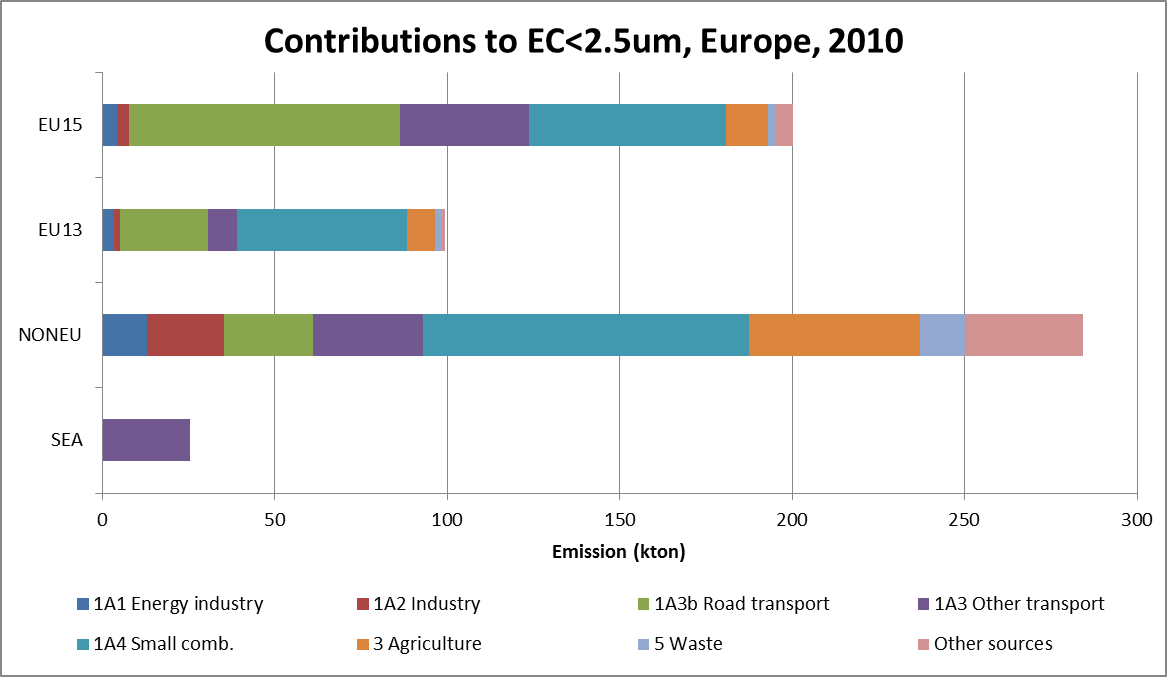 Contributions to EC<2.5um, Europe, 2010
EU15
EU13
NONEU
SEA
0 50 100 150 200 250 300
Emission (kton)
1A1 Energy industry 1A2 Industry 1A3b Road transport 1A3 Other transport
1A4 Small comb. 3 Agriculture 5 Waste Other sources